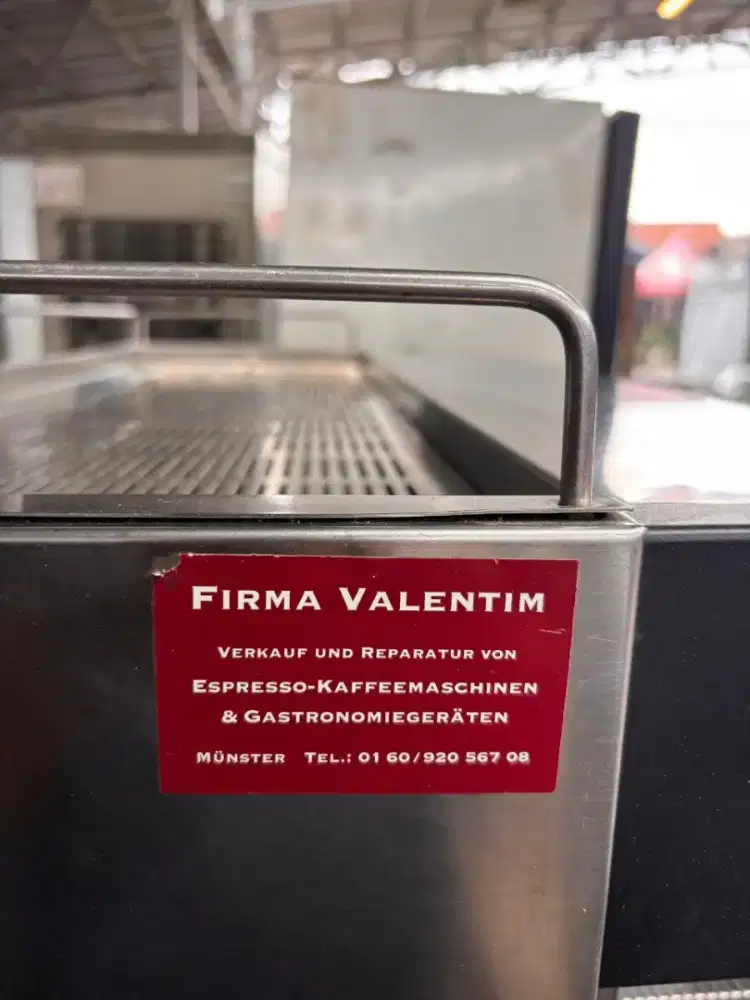 FIRMA VALENTIM
VERKAUF UND REPARATUR VON
ESPRESSO-KAFFEEMASCHINEN
& GASTRONOMIEGERÄTEN
MÜNSTER TEL.: 01 60/920 567 08